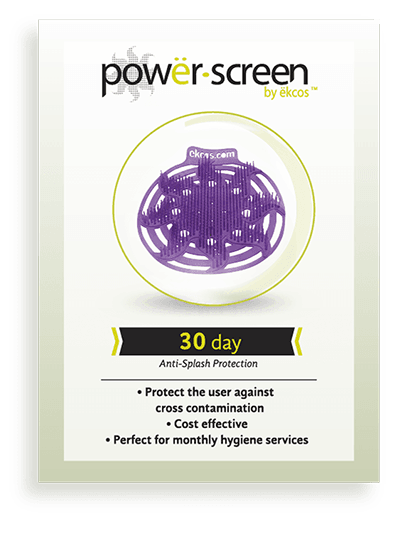 powër·screen
by ëkcos™
ekcos.com
30 day
Anti-Splash Protection
• Protect the user against
cross contamination
• Cost effective
• Perfect for monthly hygiene services